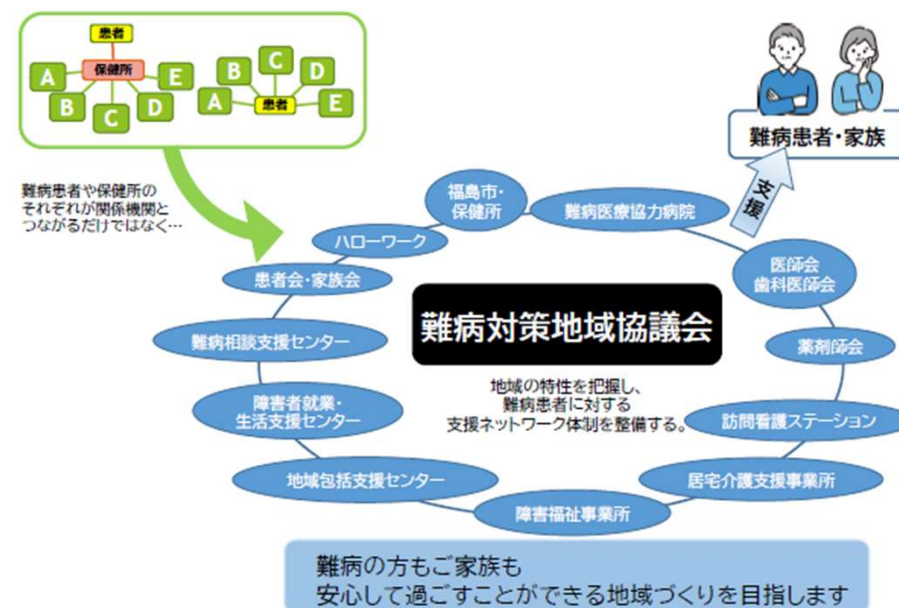 患者
保健所
A
B
C
D
E
A
B
C
D
E
患者
難病患者や保健所の
それぞれが関係機関と
つながるだけではなく…
難病患者・家族
支援
福島市・
保健所
難病医療協力病院
ハローワーク
医師会
歯科医師会
患者会・家族会
難病対策地域協議会
難病相談支援センター
薬剤師会
地域の特性を把握し、
難病患者に対する
支援ネットワーク体制を整備する。
障害者就業・
生活支援センター
訪問看護ステーション
地域包括支援センター
居宅介護支援事業所
障害福祉事業所
難病の方もご家族も
安心して過ごすことができる地域づくりを目指します